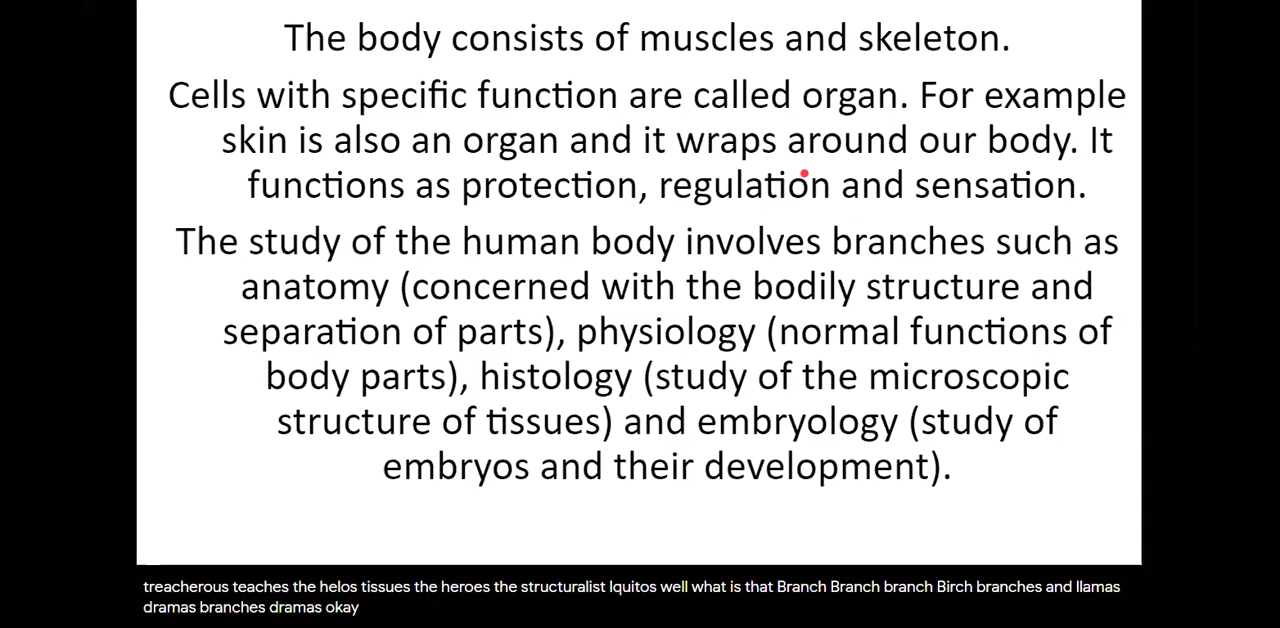 The body consists of muscles and skeleton.
Cells with specific function are called organ. For example
skin is also an organ and it wraps around our body. It
functions as protection, regulation and sensation.
The study of the human body involves branches such as
anatomy (concerned with the bodily structure and
separation of parts), physiology (normal functions of
body parts), histology (study of the microscopic
structure of tissues) and embryology (study of
embryos and their development).
treacherous teaches the helos tissues the heroes the structuralist Iquitos well what is that Branch Branch branch Birch branches and llamas
dramas branches dramas okay